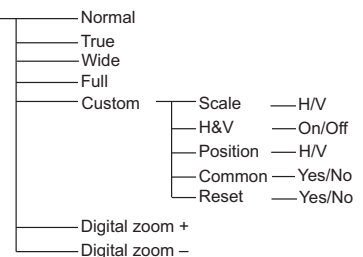 Normal
True
Wide
Full
Custom Scale H/V
H&V On/Off
Position H/V
Common Yes/No
Reset Yes/No
Digital zoom +
Digital zoom –